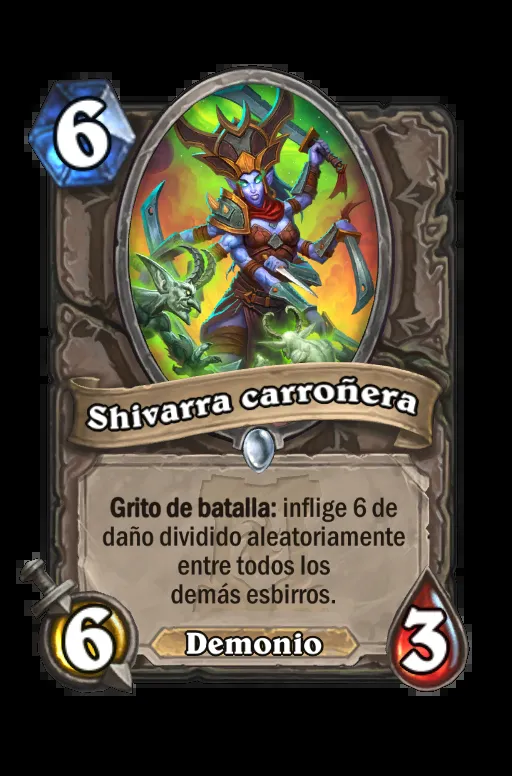 6
Shivarra carroñera
Grito de batalla: inflige 6 de
daño dividido aleatoriamente
entre todos los
demás esbirros.
6
Demonio
3